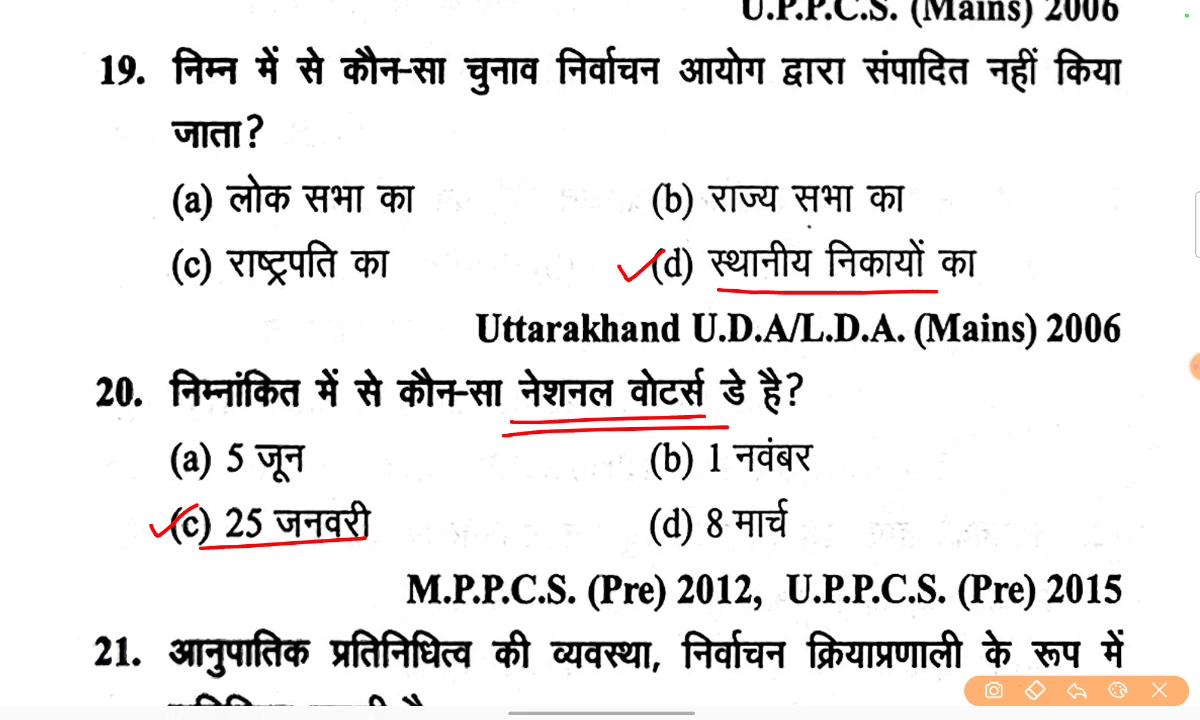 U.P.P.C.S. (Mains) 2006
19. निम्न में से कौन-सा चुनाव निर्वाचन आयोग द्वारा संपादित नहीं किया
जाता?
(a) लोक सभा का (b) राज्य सभा का
(c) राष्ट्रपति का (d) स्थानीय निकायों का
Uttarakhand U.D.A/L.D.A. (Mains) 2006
20. निम्नांकित में से कौन-सा नेशनल वोटर्स डे है?
(a) 5 जून (b) 1 नवंबर
(c) 25 जनवरी (d) 8 मार्च
M.P.P.C.S. (Pre) 2012, U.P.P.C.S. (Pre) 2015
21. आनुपातिक प्रतिनिधित्व की व्यवस्था, निर्वाचन क्रियाप्रणाली के रूप में